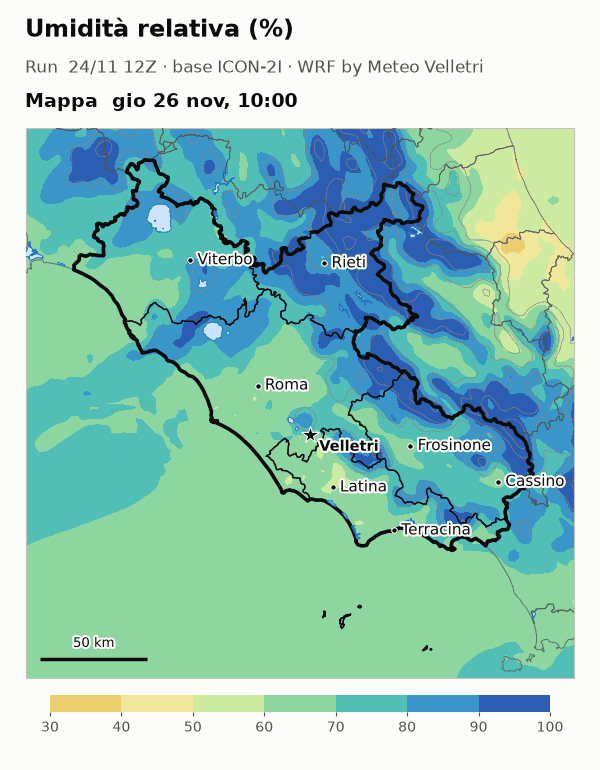 Umidità relativa (%)
Run  24/11 12Z · base ICON-2I · WRF by Meteo Velletri
Mappa  gio 26 nov, 10:00
Viterbo
Rieti
Roma
Velletri
Frosinone
Latina
Cassino
Terracina
50 km
30 40 50 60 70 80 90 100